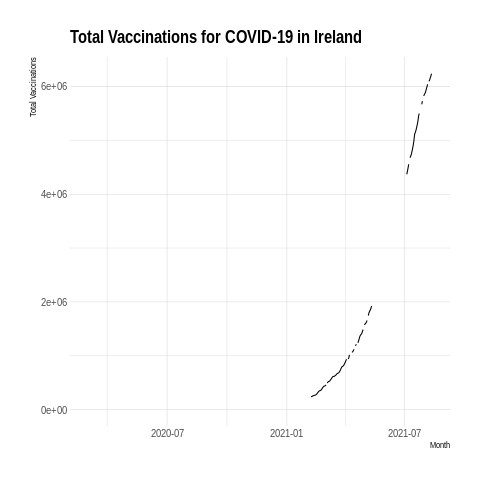 Total Vaccinations for COVID-19 in Ireland
Total Vaccinations
6e+06
4e+06
2e+06
0e+00
2020-07
2021-01
2021-07
Month